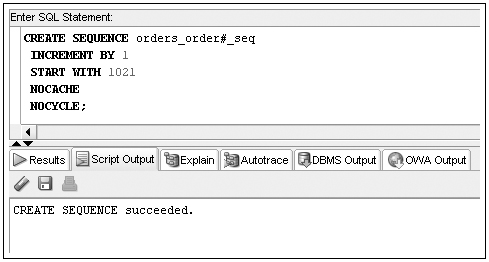 Enter SQL Statement:
CREATE SEQUENCE orders_order#_seq
INCREMENT BY 1
START WITH 1021
NOCACHE
NOCYCLE;
Results Script Output Explain Autotrace DBMS Output OWA Output
CREATE SEQUENCE succeeded.